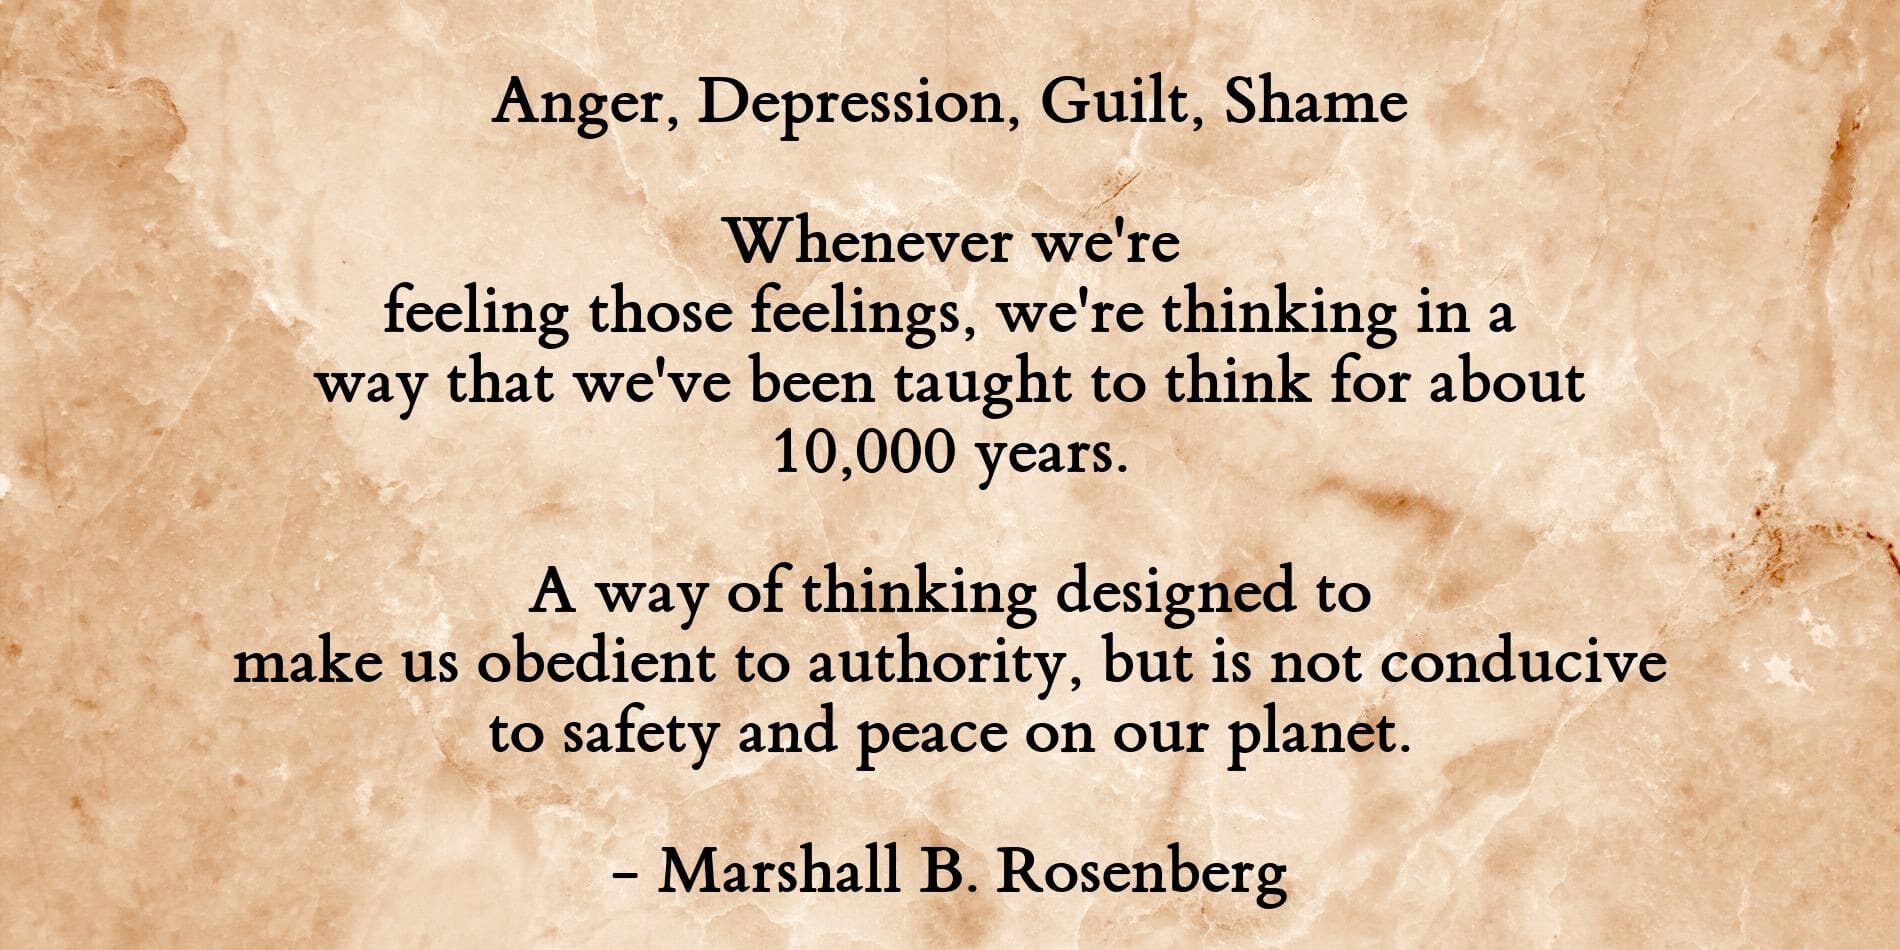 Anger, Depression, Guilt, Shame
Whenever we're
feeling those feelings, we're thinking in a
way that we've been taught to think for about
10,000 years.
A way of thinking designed to
make us obedient to authority, but is not conducive
to safety and peace on our planet.
- Marshall B. Rosenberg